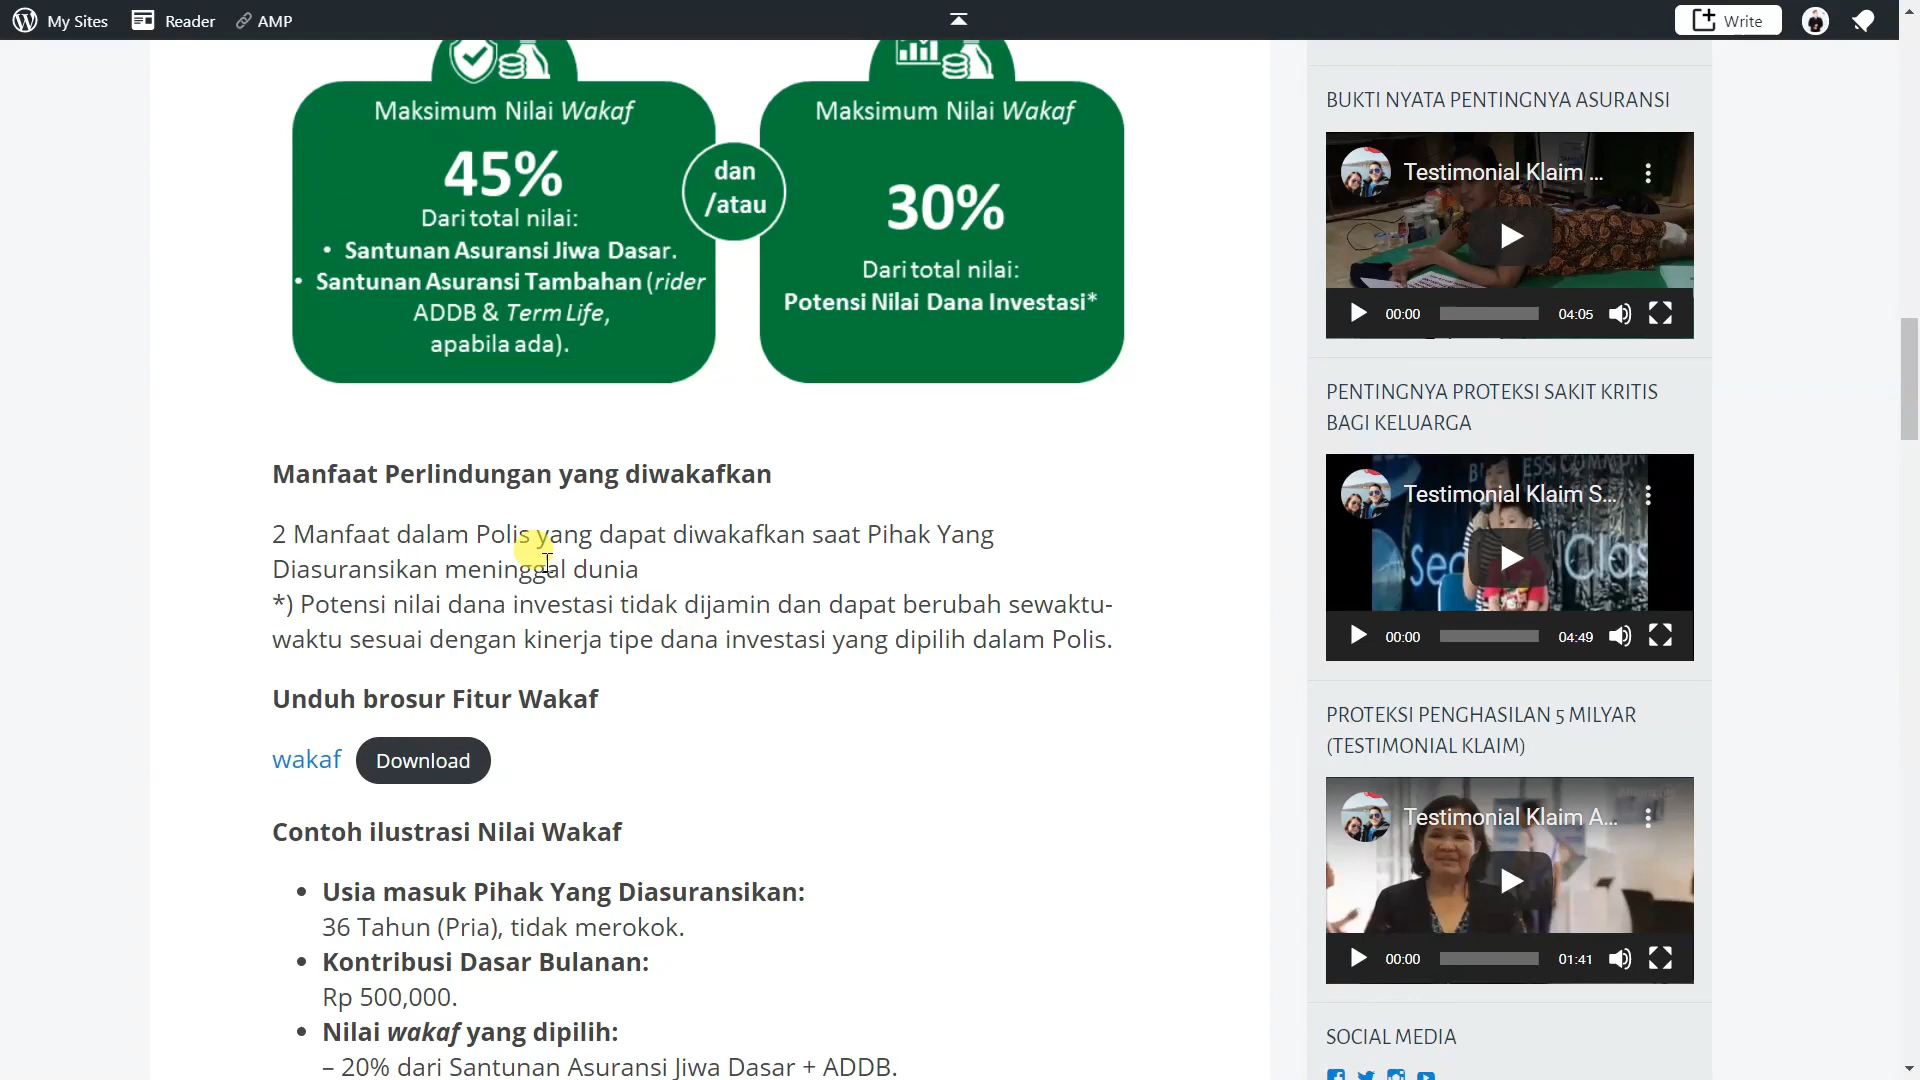 My Sites
Reader
AMP
Write
Maksimum Nilai Wakaf
45%
Dari total nilai:
• Santunan Asuransi Jiwa Dasar.
• Santunan Asuransi Tambahan (rider
ADDB & Term Life,
apabila ada).
dan
/atau
Maksimum Nilai Wakaf
30%
Dari total nilai:
Potensi Nilai Dana Investasi*
Manfaat Perlindungan yang diwakafkan
2 Manfaat dalam Polis yang dapat diwakafkan saat Pihak Yang
Diasuransikan meninggal dunia
*) Potensi nilai dana investasi tidak dijamin dan dapat berubah sewaktu-
waktu sesuai dengan kinerja tipe dana investasi yang dipilih dalam Polis.
Unduh brosur Fitur Wakaf
wakaf Download
Contoh ilustrasi Nilai Wakaf
• Usia masuk Pihak Yang Diasuransikan:
36 Tahun (Pria), tidak merokok.
• Kontribusi Dasar Bulanan:
Rp 500,000.
• Nilai wakaf yang dipilih:
– 20% dari Santunan Asuransi Jiwa Dasar + ADDB.
BUKTI NYATA PENTINGNYA ASURANSI
Testimonial Klaim ...
00:00 04:05
PENTINGNYA PROTEKSI SAKIT KRITIS
BAGI KELUARGA
Testimonial Klaim S...
00:00 04:49
PROTEKSI PENGHASILAN 5 MILYAR
(TESTIMONIAL KLAIM)
Testimonial Klaim A...
00:00 01:41
SOCIAL MEDIA